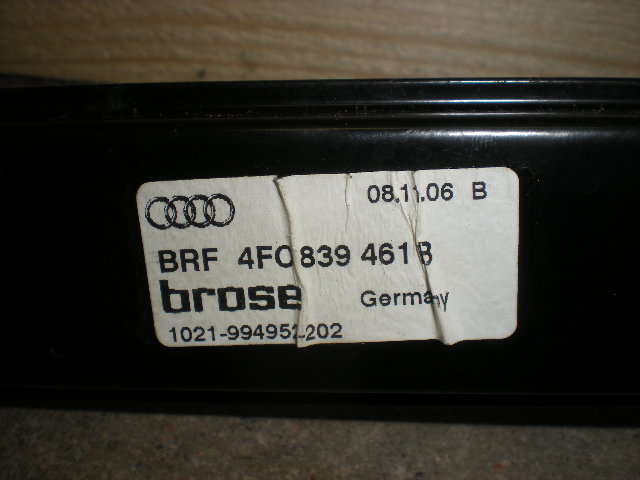 08.11.06 B
BRF 4F0 839 461 B
brose Germany
1021-994952-202